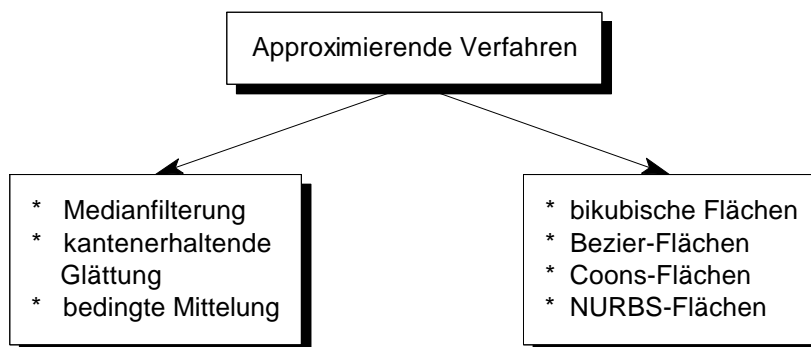 Approximierende Verfahren
* Medianfilterung
* kantenerhaltende
Glättung
* bedingte Mittelung
* bikubische Flächen
* Bezier-Flächen
* Coons-Flächen
* NURBS-Flächen